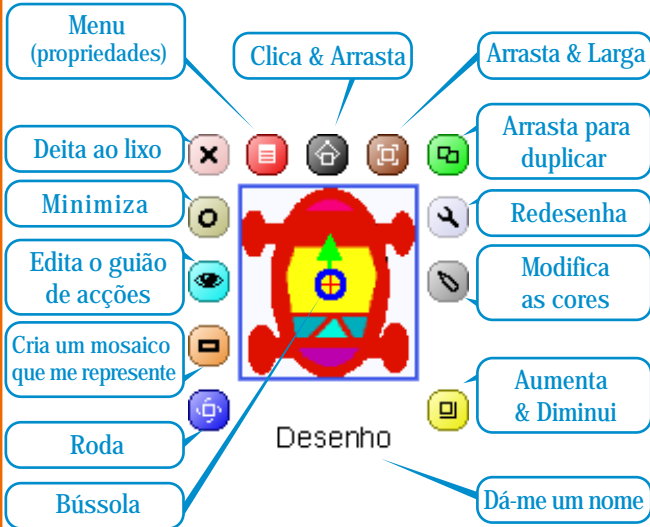 Menu
(propriedades)
Clica & Arrasta
Arrasta & Larga
Deita ao lixo
Arrasta para
duplicar
Minimiza
Redesenha
Edita o guião
de acções
Modifica
as cores
Cria um mosaico
que me represente
Aumenta
& Diminui
Roda
Desenho
Bússola
Dá-me um nome